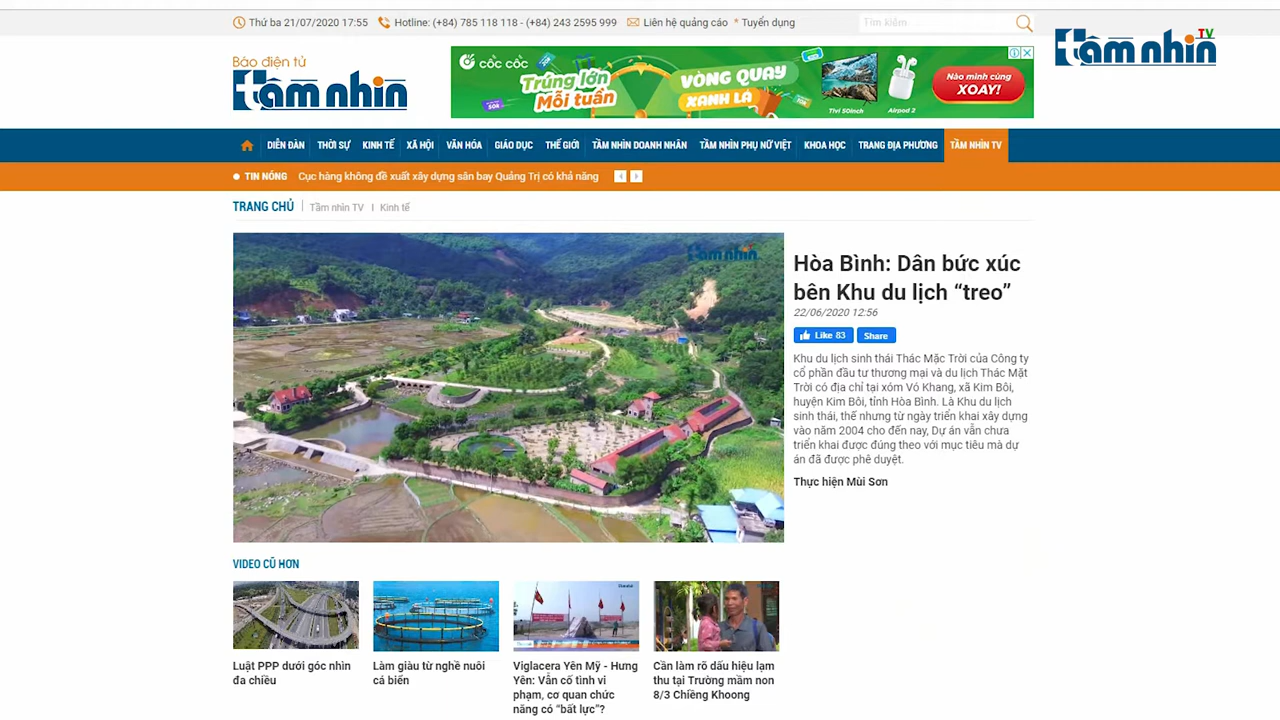 Thứ ba 21/07/2020 17:55
Hotline: (+84) 785 118 118 - (+84) 243 2595 999
Liên hệ quảng cáo
* Tuyển dụng
Tìm kiếm
tầm nhìn TV
Báo điện tử
tầm nhìn
cốc cốc
Trúng lớn
Mỗi tuần
VÒNG QUAY
XANH LÁ
Tivi 50inch
Airpod 2
Nào mình cùng
XOAY!
DIỄN ĐÀN THỜI SỰ KINH TẾ XÃ HỘI VĂN HÓA GIÁO DỤC THẾ GIỚI TẦM NHÌN DOANH NHÂN TẦM NHÌN PHỤ NỮ VIỆT KHOA HỌC TRANG ĐỊA PHƯƠNG TẦM NHÌN TV
TIN NÓNG Cục hàng không đề xuất xây dựng sân bay Quảng Trị có khả năng
TRANG CHỦ | Tầm nhìn TV | Kinh tế
tầm nhìn
Hòa Bình: Dân bức xúc
bên Khu du lịch “treo”
22/06/2020 12:56
Like 83 Share
Khu du lịch sinh thái Thác Mặc Trời của Công ty
cổ phần đầu tư thương mại và du lịch Thác Mặt
Trời có địa chỉ tại xóm Vó Khang, xã Kim Bôi,
huyện Kim Bôi, tỉnh Hòa Bình. Là Khu du lịch
sinh thái, thế nhưng từ ngày triển khai xây dựng
vào năm 2004 cho đến nay, Dự án vẫn chưa
triển khai được đúng theo với mục tiêu mà dự
án đã được phê duyệt.
Thực hiện Mùi Sơn
VIDEO CŨ HƠN
Luật PPP dưới góc nhìn
đa chiều
Làm giàu từ nghề nuôi
cá biển
Viglacera Yên Mỹ - Hưng
Yên: Vẫn cố tình vi
phạm, cơ quan chức
năng có “bất lực”?
Cần làm rõ dấu hiệu lạm
thu tại Trường mầm non
8/3 Chiềng Khoong